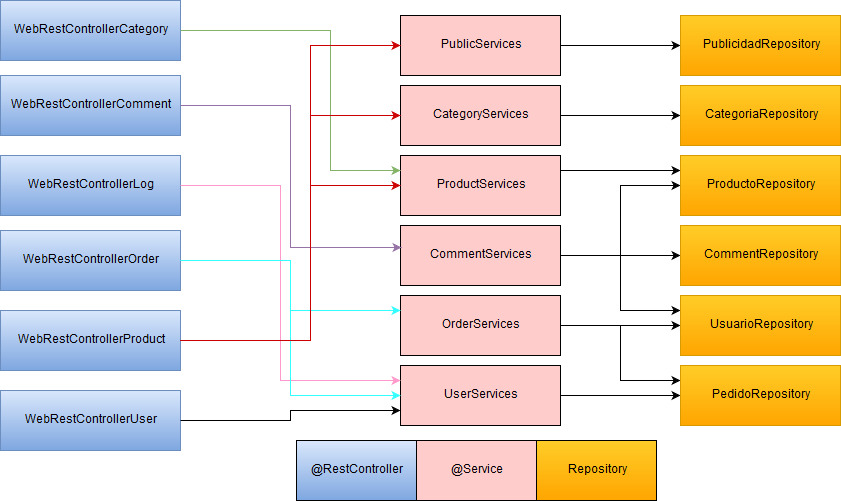 WebRestControllerCategory
WebRestControllerComment
WebRestControllerLog
WebRestControllerOrder
WebRestControllerProduct
WebRestControllerUser
PublicServices
CategoryServices
ProductServices
CommentServices
OrderServices
UserServices
PublicidadRepository
CategoriaRepository
ProductoRepository
CommentRepository
UsuarioRepository
PedidoRepository
@RestController
@Service
Repository